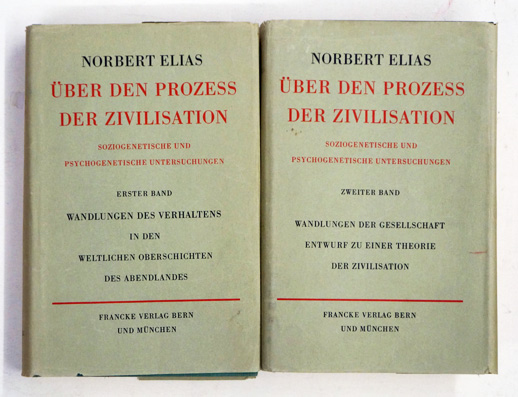 NORBERT ELIAS
ÜBER DEN PROZESS
DER ZIVILISATION
SOZIOGENETISCHE UND
PSYCHOGENETISCHE UNTERSUCHUNGEN
ERSTER BAND
WANDLUNGEN DES VERHALTENS
IN DEN
WELTLICHEN OBERSCHICHTEN
DES ABENDLANDES
FRANCKE VERLAG BERN
UND MÜNCHEN
NORBERT ELIAS
ÜBER DEN PROZESS
DER ZIVILISATION
SOZIOGENETISCHE UND
PSYCHOGENETISCHE UNTERSUCHUNGEN
ZWEITER BAND
WANDLUNGEN DER GESELLSCHAFT
ENTWURF ZU EINER THEORIE
DER ZIVILISATION
FRANCKE VERLAG BERN
UND MÜNCHEN